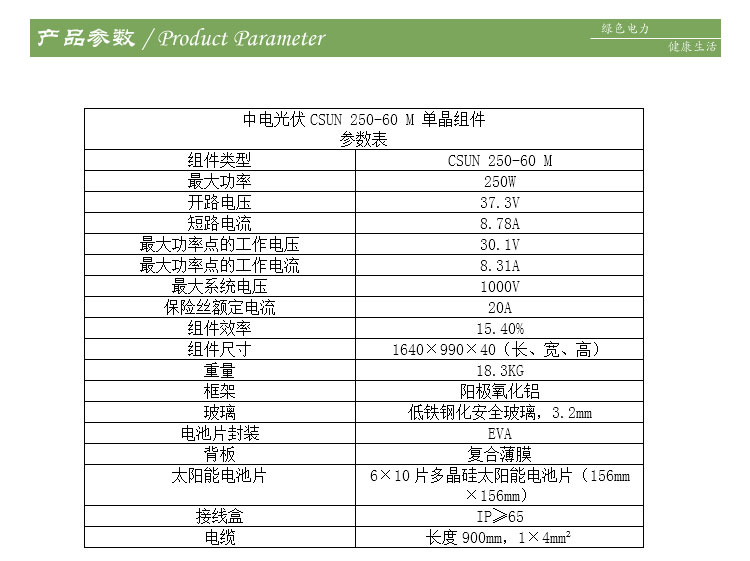 产品参数 / Product Parameter
绿色电力
健康生活
中电光伏 CSUN 250-60 M 单晶组件
参数表
组件类型 CSUN 250-60 M
最大功率 250W
开路电压 37.3V
短路电流 8.78A
最大功率点的工作电压 30.1V
最大功率点的工作电流 8.31A
最大系统电压 1000V
保险丝额定电流 20A
组件效率 15.40%
组件尺寸 1640×990×40（长、宽、高）
重量 18.3KG
框架 阳极氧化铝
玻璃 低铁钢化安全玻璃，3.2mm
电池片封装 EVA
背板 复合薄膜
太阳能电池片 6×10 片多晶硅太阳能电池片（156mm
×156mm）
接线盒 IP≥65
电缆 长度 900mm，1×4mm²